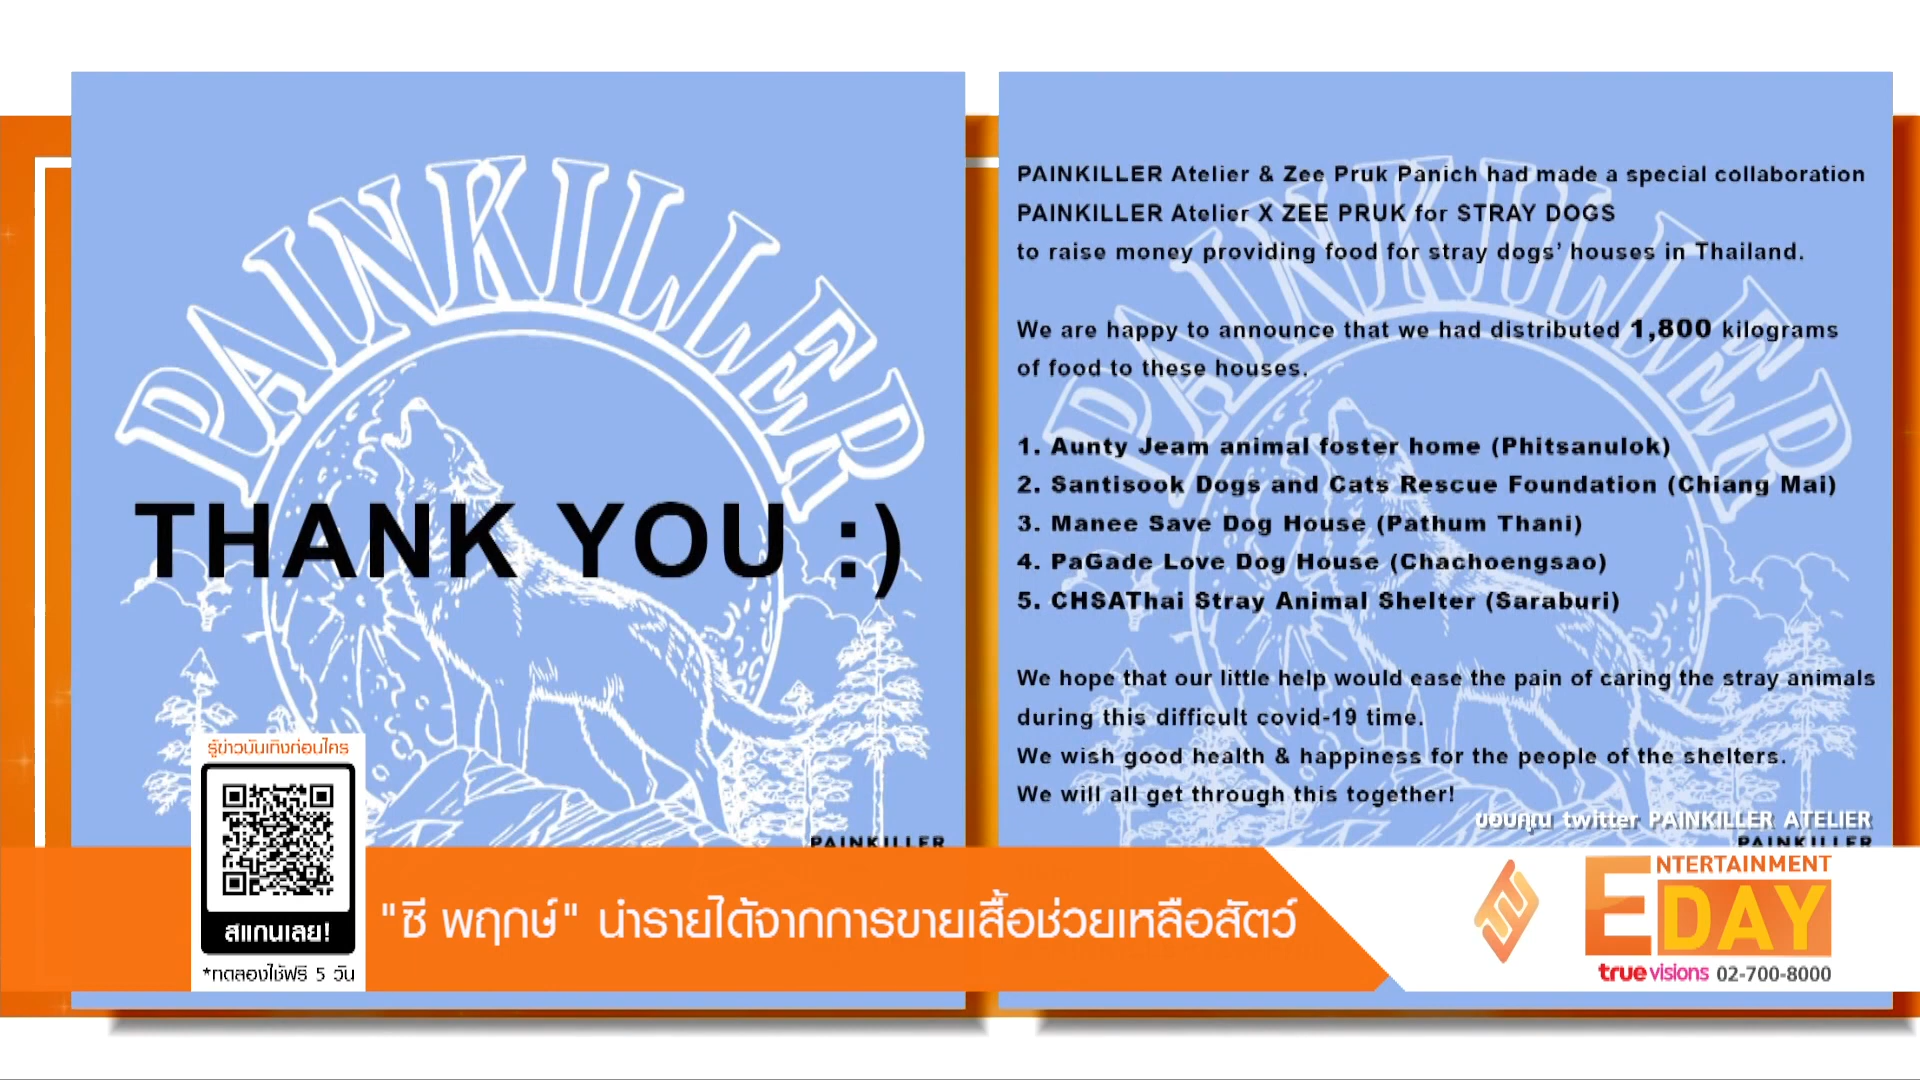 PAINKILLER
THANK YOU :)
PAINKILLER
PAINKILLER
PAINKILLER Atelier & Zee Pruk Panich had made a special collaboration
PAINKILLER Atelier X ZEE PRUK for STRAY DOGS
to raise money providing food for stray dogs' houses in Thailand.
We are happy to announce that we had distributed 1,800 kilograms
of food to these houses.
1. Aunty Jeam animal foster home (Phitsanulok)
2. Santisook Dogs and Cats Rescue Foundation (Chiang Mai)
3. Manee Save Dog House (Pathum Thani)
4. PaGade Love Dog House (Chachoengsao)
5. CHSAThai Stray Animal Shelter (Saraburi)
We hope that our little help would ease the pain of caring the stray animals
during this difficult covid-19 time.
We wish good health & happiness for the people of the shelters.
We will all get through this together!
ขอบคุณ twitter PAINKILLER ATELIER
PAINKILLER
รู้ข่าวบันเทิงก่อนใคร
สแกนเลย!
*ทดลองใช้ฟรี 5 วัน
"ซี พฤกษ์" นำรายได้จากการขายเสื้อช่วยเหลือสัตว์
ENTERTAINMENT
DAY
truevisions 02-700-8000